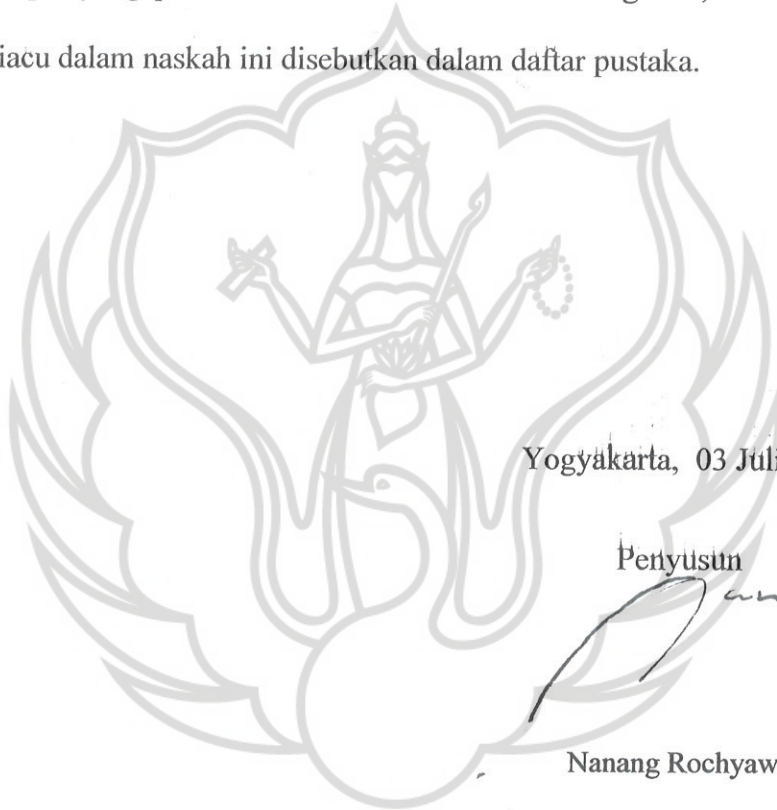 iacu dalam naskah ini disebutkan dalam daftar pustaka.
Yogyakarta, 03 Juli
Penyusun
Nanang Rochyaw